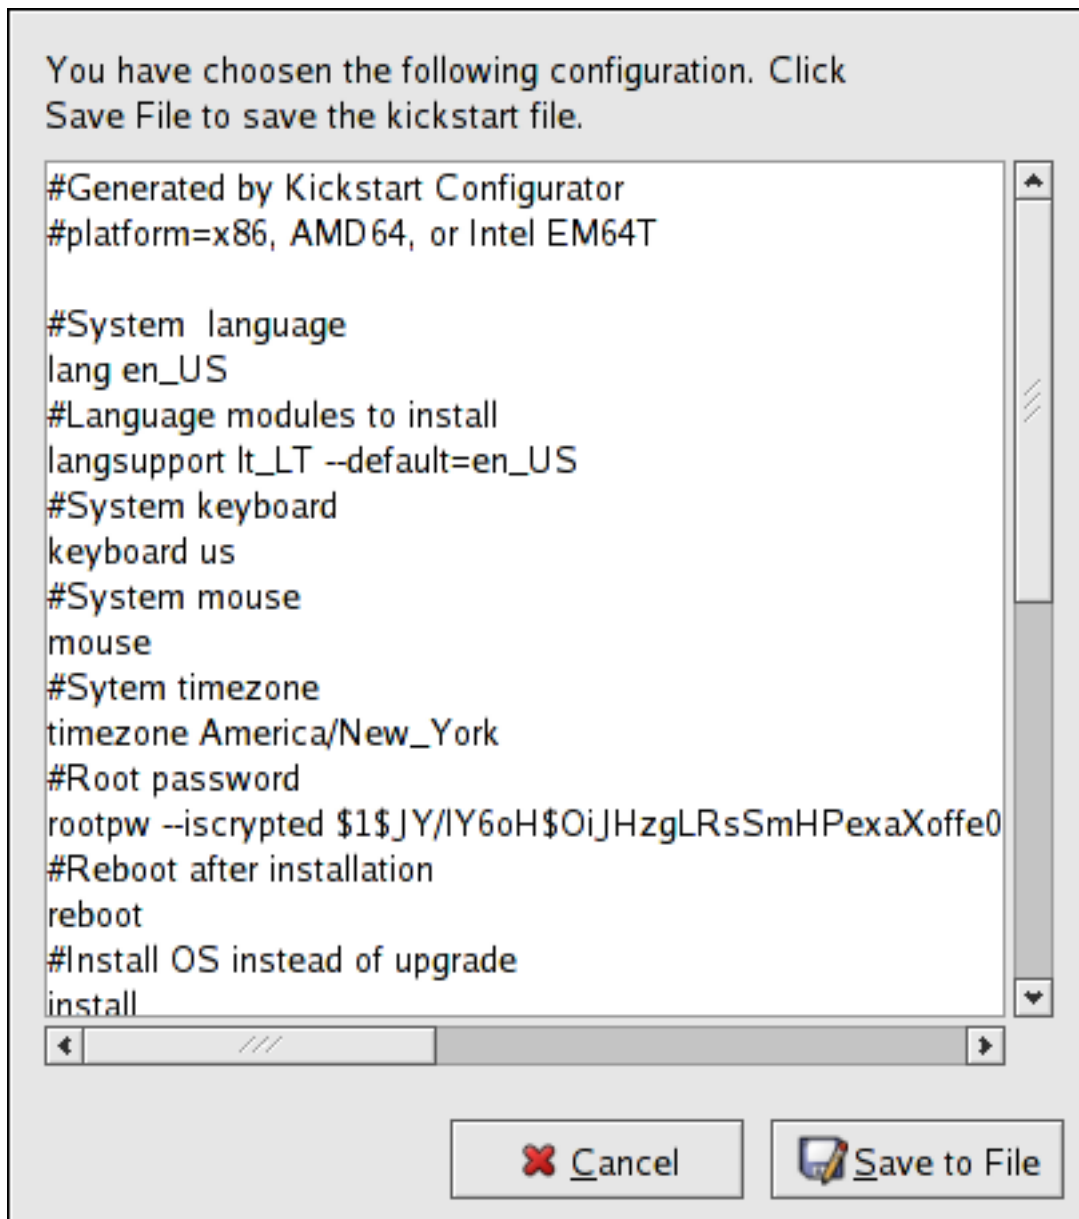 You have choosen the following configuration. Click
Save File to save the kickstart file.
#Generated by Kickstart Configurator
#platform=x86, AMD64, or Intel EM64T
#System  language
lang en_US
#Language modules to install
langsupport lt_LT --default=en_US
#System keyboard
keyboard us
#System mouse
mouse
#Sytem timezone
timezone America/New_York
#Root password
rootpw --iscrypted $1$JY/lY6oH$OiJHzgLRsSmHPexaXoffe0
#Reboot after installation
reboot
#Install OS instead of upgrade
install
Cancel
Save to File